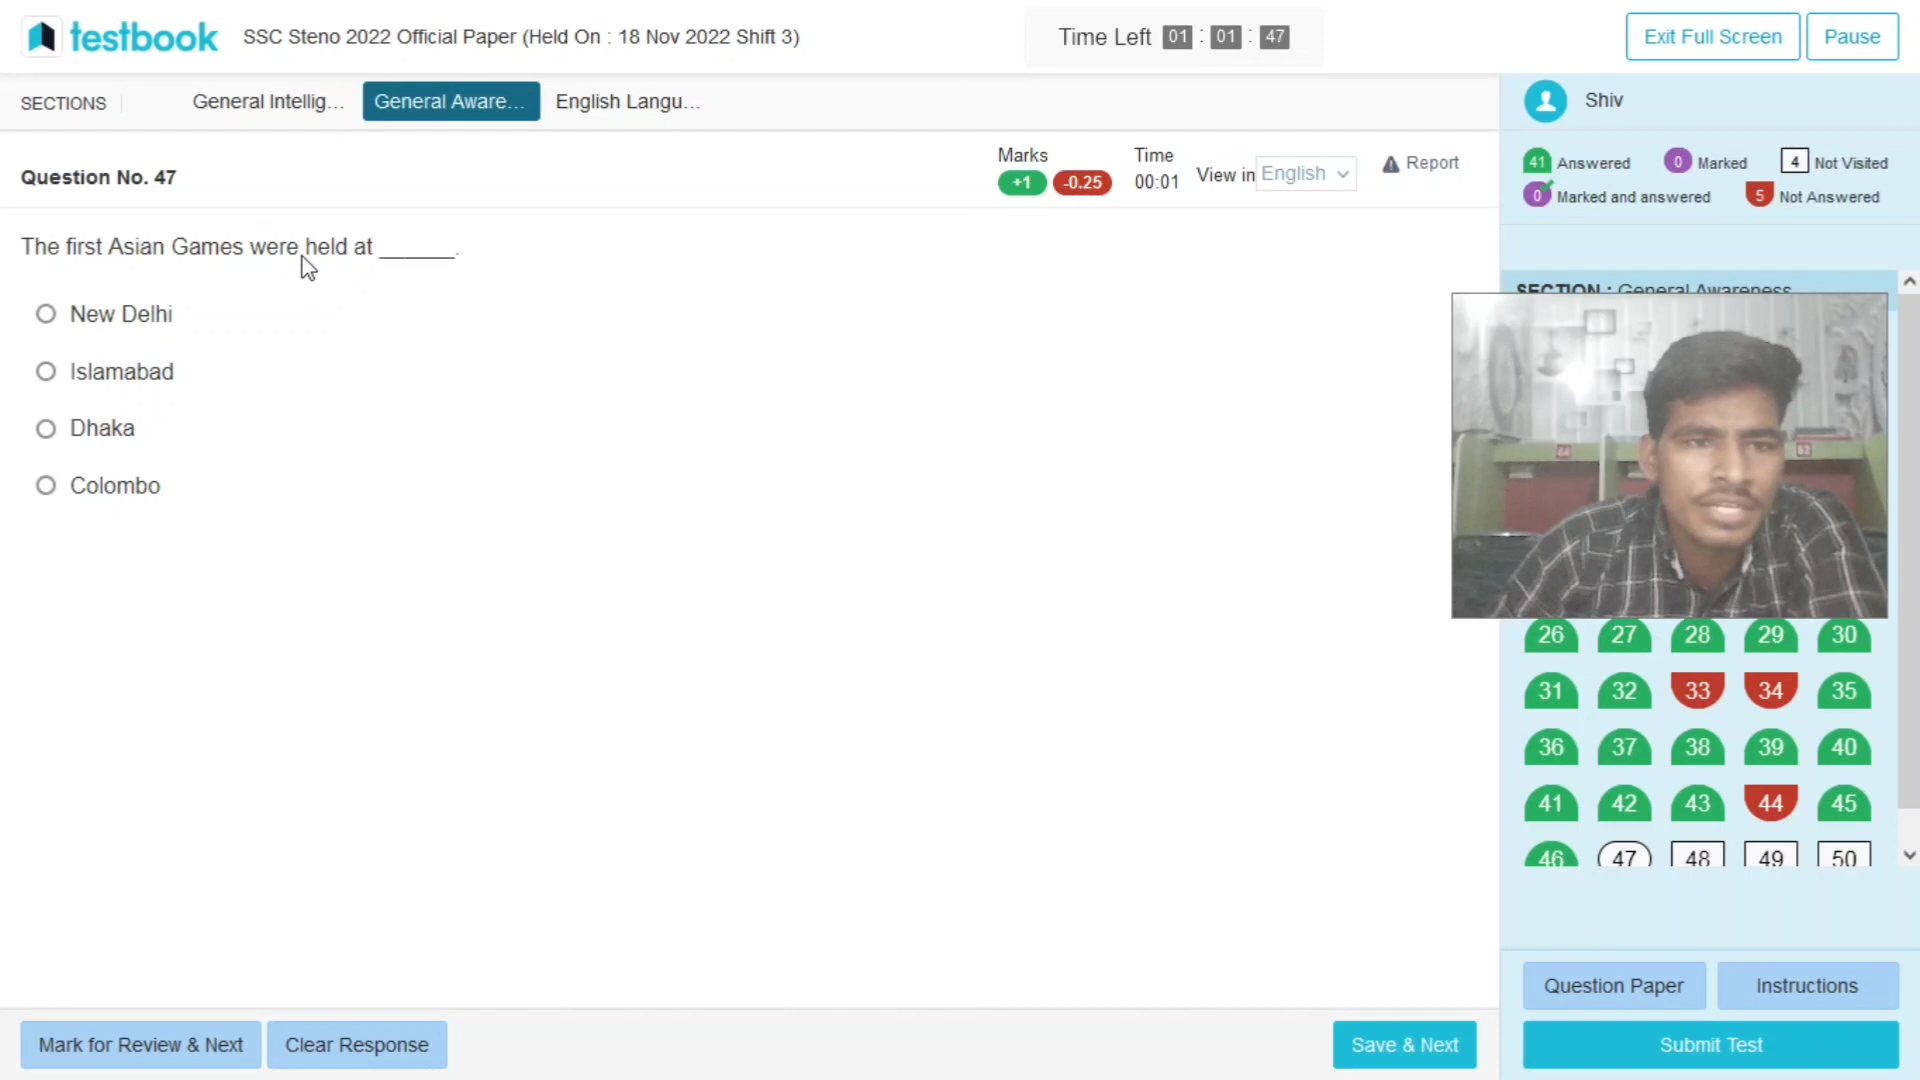 testbook SSC Steno 2022 Official Paper (Held On : 18 Nov 2022 Shift 3) Time Left 01 : 01 : 47 Exit Full Screen Pause
SECTIONS General Intellig... General Aware... English Langu... Shiv
Question No. 47 Marks +1 -0.25 Time 00:01 View in English Report
41 Answered 0 Marked 4 Not Visited
0 Marked and answered 5 Not Answered
The first Asian Games were held at ______.
SECTION : General Awareness
New Delhi
Islamabad
Dhaka
Colombo
26 27 28 29 30
31 32 33 34 35
36 37 38 39 40
41 42 43 44 45
46 47 48 49 50
Question Paper Instructions
Mark for Review & Next Clear Response Save & Next Submit Test